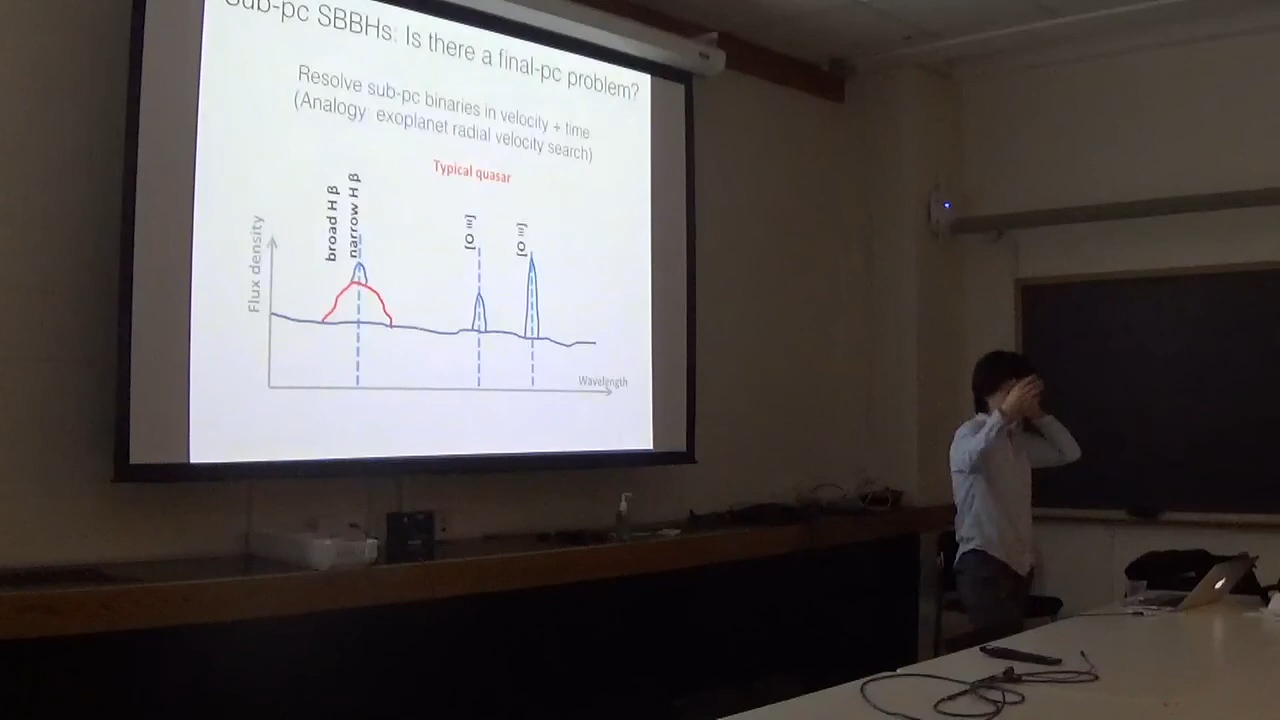 Sub-pc SBBHs: Is there a final-pc problem?
Resolve sub-pc binaries in velocity + time
(Analogy: exoplanet radial velocity search)
Typical quasar
broad H β
narrow H β
[O III]
[O III]
Flux density
Wavelength